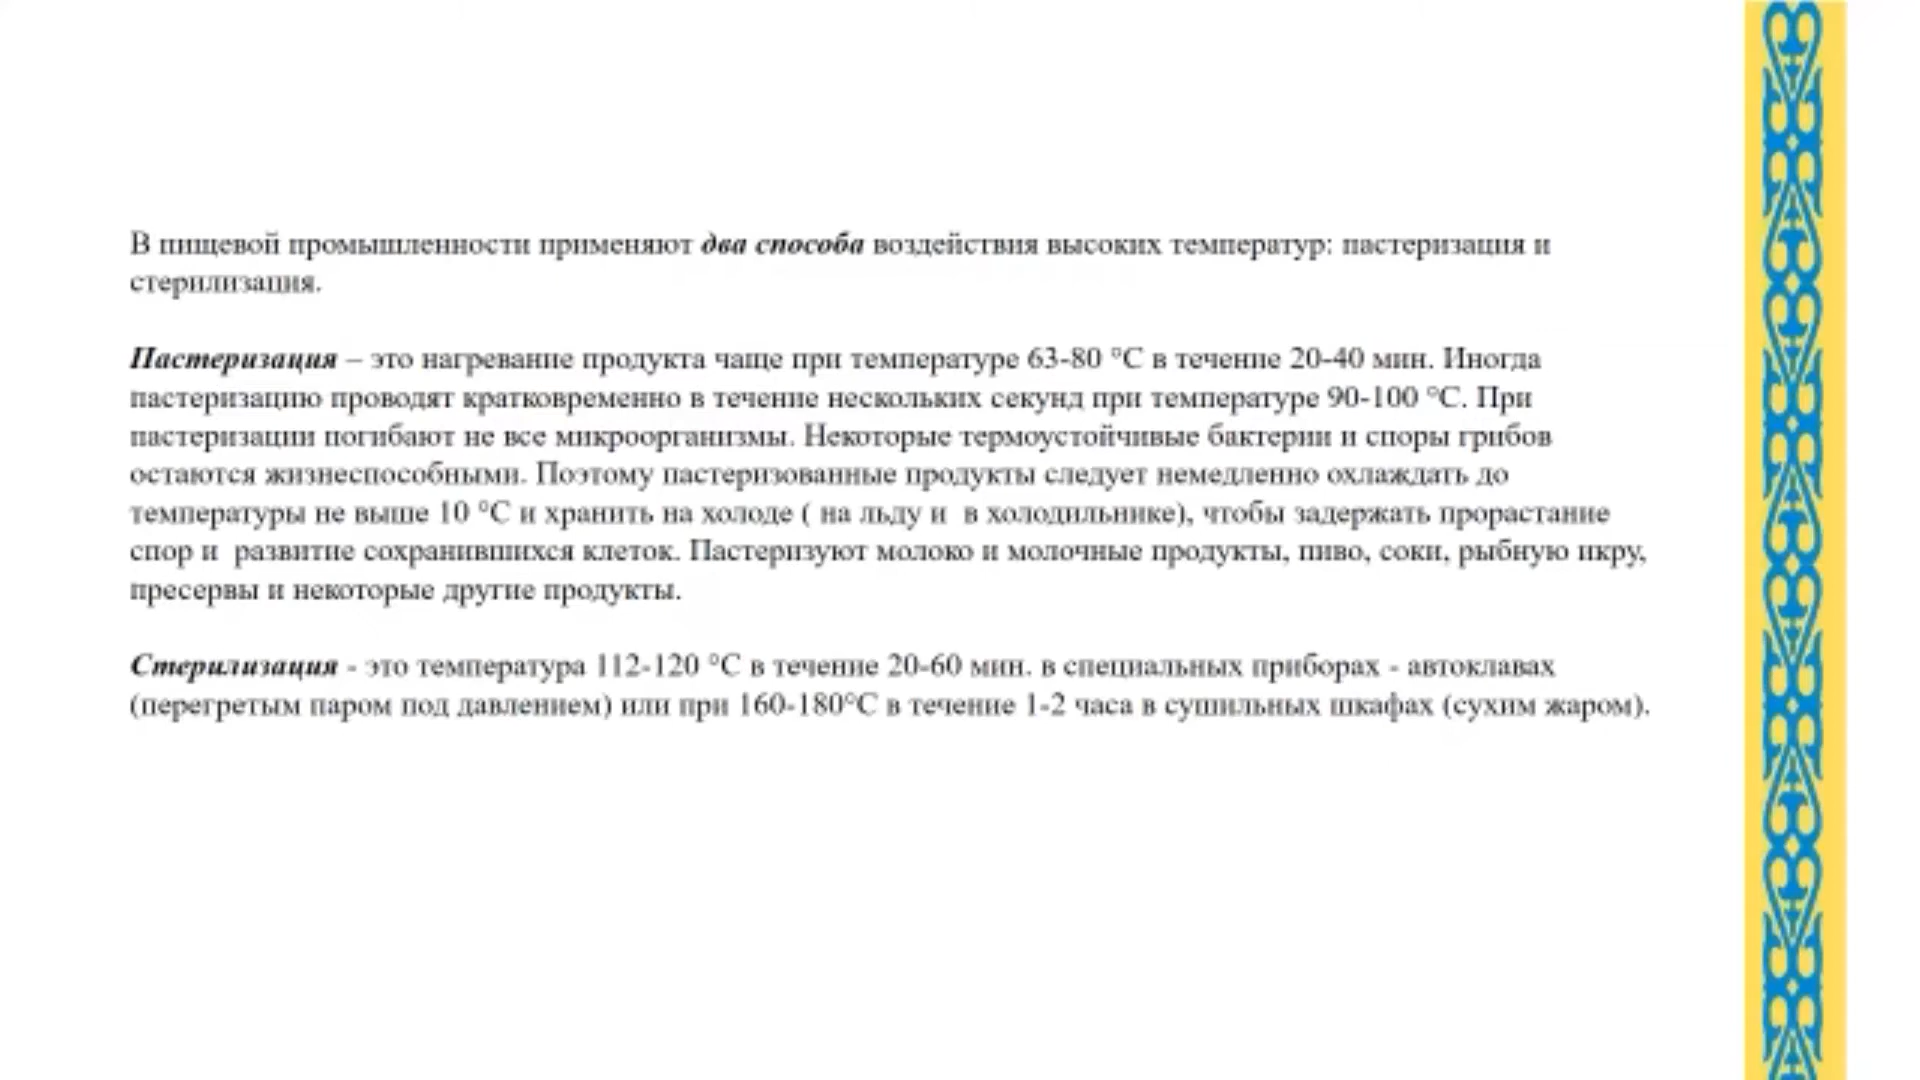 В пищевой промышленности применяют два способа воздействия высоких температур: пастеризация и
стерилизация.
Пастеризация – это нагревание продукта чаще при температуре 63-80 °С в течение 20-40 мин. Иногда
пастеризацию проводят кратковременно в течение нескольких секунд при температуре 90-100 °С. При
пастеризации погибают не все микроорганизмы. Некоторые термоустойчивые бактерии и споры грибов
остаются жизнеспособными. Поэтому пастеризованные продукты следует немедленно охлаждать до
температуры не выше 10 °С и хранить на холоде ( на льду и  в холодильнике), чтобы задержать прорастание
спор и  развитие сохранившихся клеток. Пастеризуют молоко и молочные продукты, пиво, соки, рыбную икру,
пресервы и некоторые другие продукты.
Стерилизация - это температура 112-120 °С в течение 20-60 мин. в специальных приборах - автоклавах
(перегретым паром под давлением) или при 160-180°С в течение 1-2 часа в сушильных шкафах (сухим жаром).